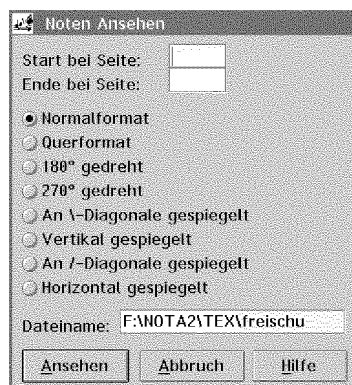 Noten Ansehen
Start bei Seite:
Ende bei Seite:
Normalformat
Querformat
180° gedreht
270° gedreht
An \-Diagonale gespiegelt
Vertikal gespiegelt
An /-Diagonale gespiegelt
Horizontal gespiegelt
Dateiname: F:\NOTA2\TEX\freischu
Ansehen Abbruch Hilfe